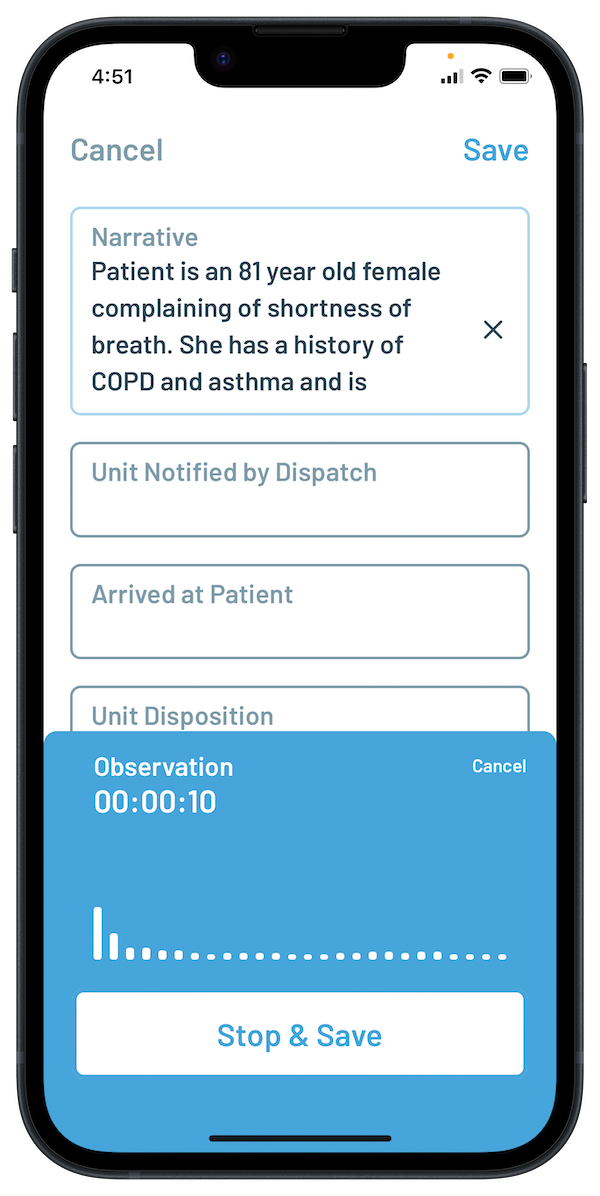 4:51
Cancel Save
Narrative
Patient is an 81 year old female
complaining of shortness of
breath. She has a history of
COPD and asthma and is
Unit Notified by Dispatch
Arrived at Patient
Unit Disposition
Observation Cancel
00:00:10
Stop & Save